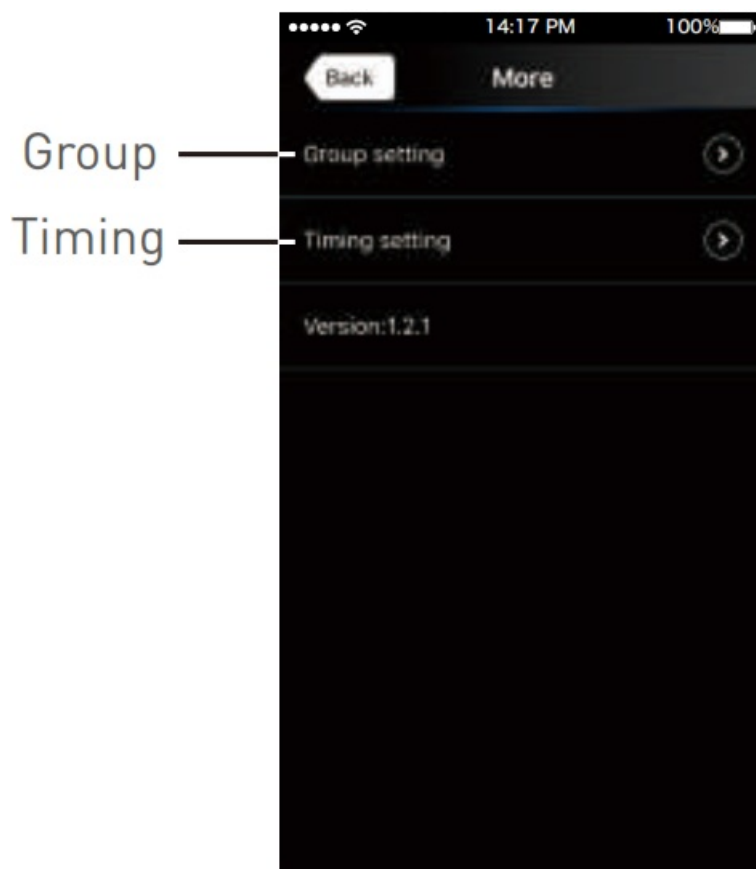 14:17 PM 100%
Back More
Group Group setting
Timing Timing setting
Version:1.2.1